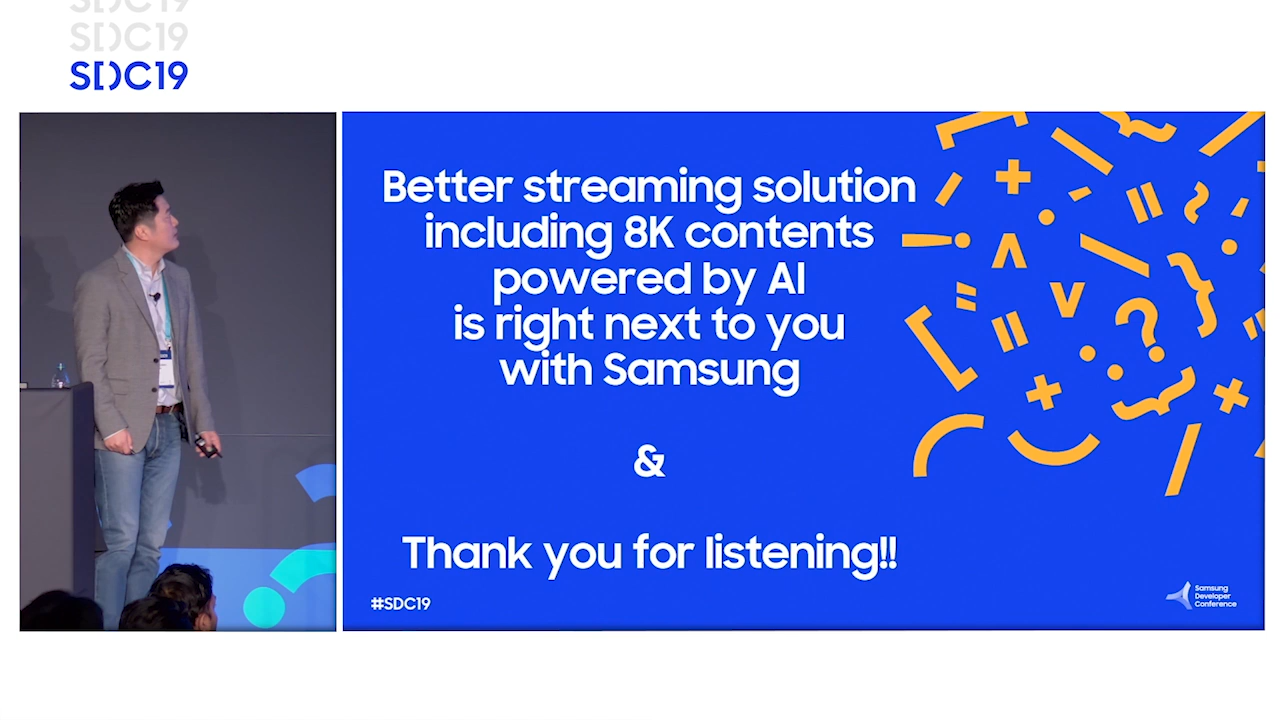 SDC19
SDC19
SDC19
Better streaming solution
including 8K contents
powered by AI
is right next to you
with Samsung
&
Thank you for listening!!
#SDC19
Samsung
Developer
Conference